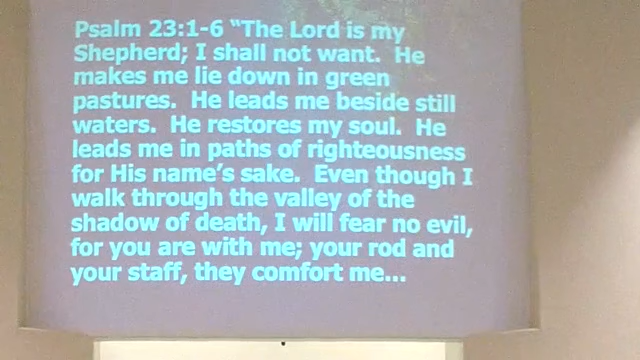 Psalm 23:1-6 “The Lord is my
Shepherd; I shall not want.  He
makes me lie down in green
pastures.  He leads me beside still
waters.  He restores my soul.  He
leads me in paths of righteousness
for His name’s sake.  Even though I
walk through the valley of the
shadow of death, I will fear no evil,
for you are with me; your rod and
your staff, they comfort me...